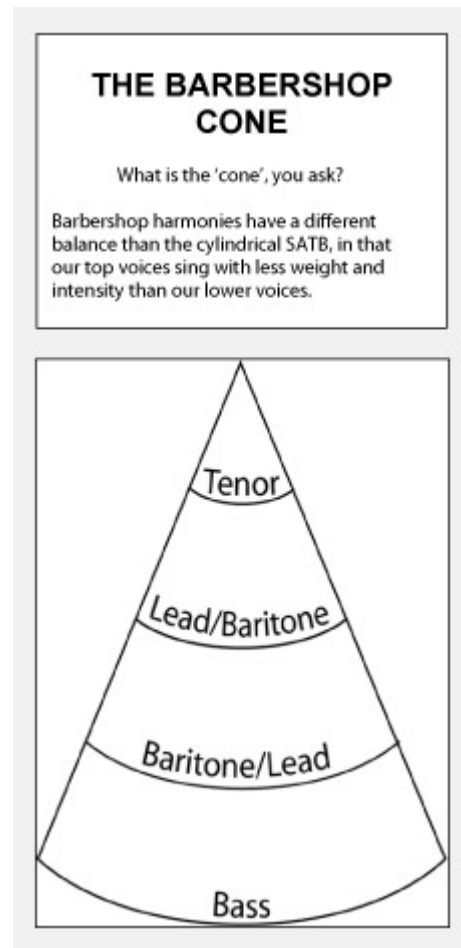 THE BARBERSHOP
CONE
What is the 'cone', you ask?
Barbershop harmonies have a different
balance than the cylindrical SATB, in that
our top voices sing with less weight and
intensity than our lower voices.
Tenor
Lead/Baritone
Baritone/Lead
Bass